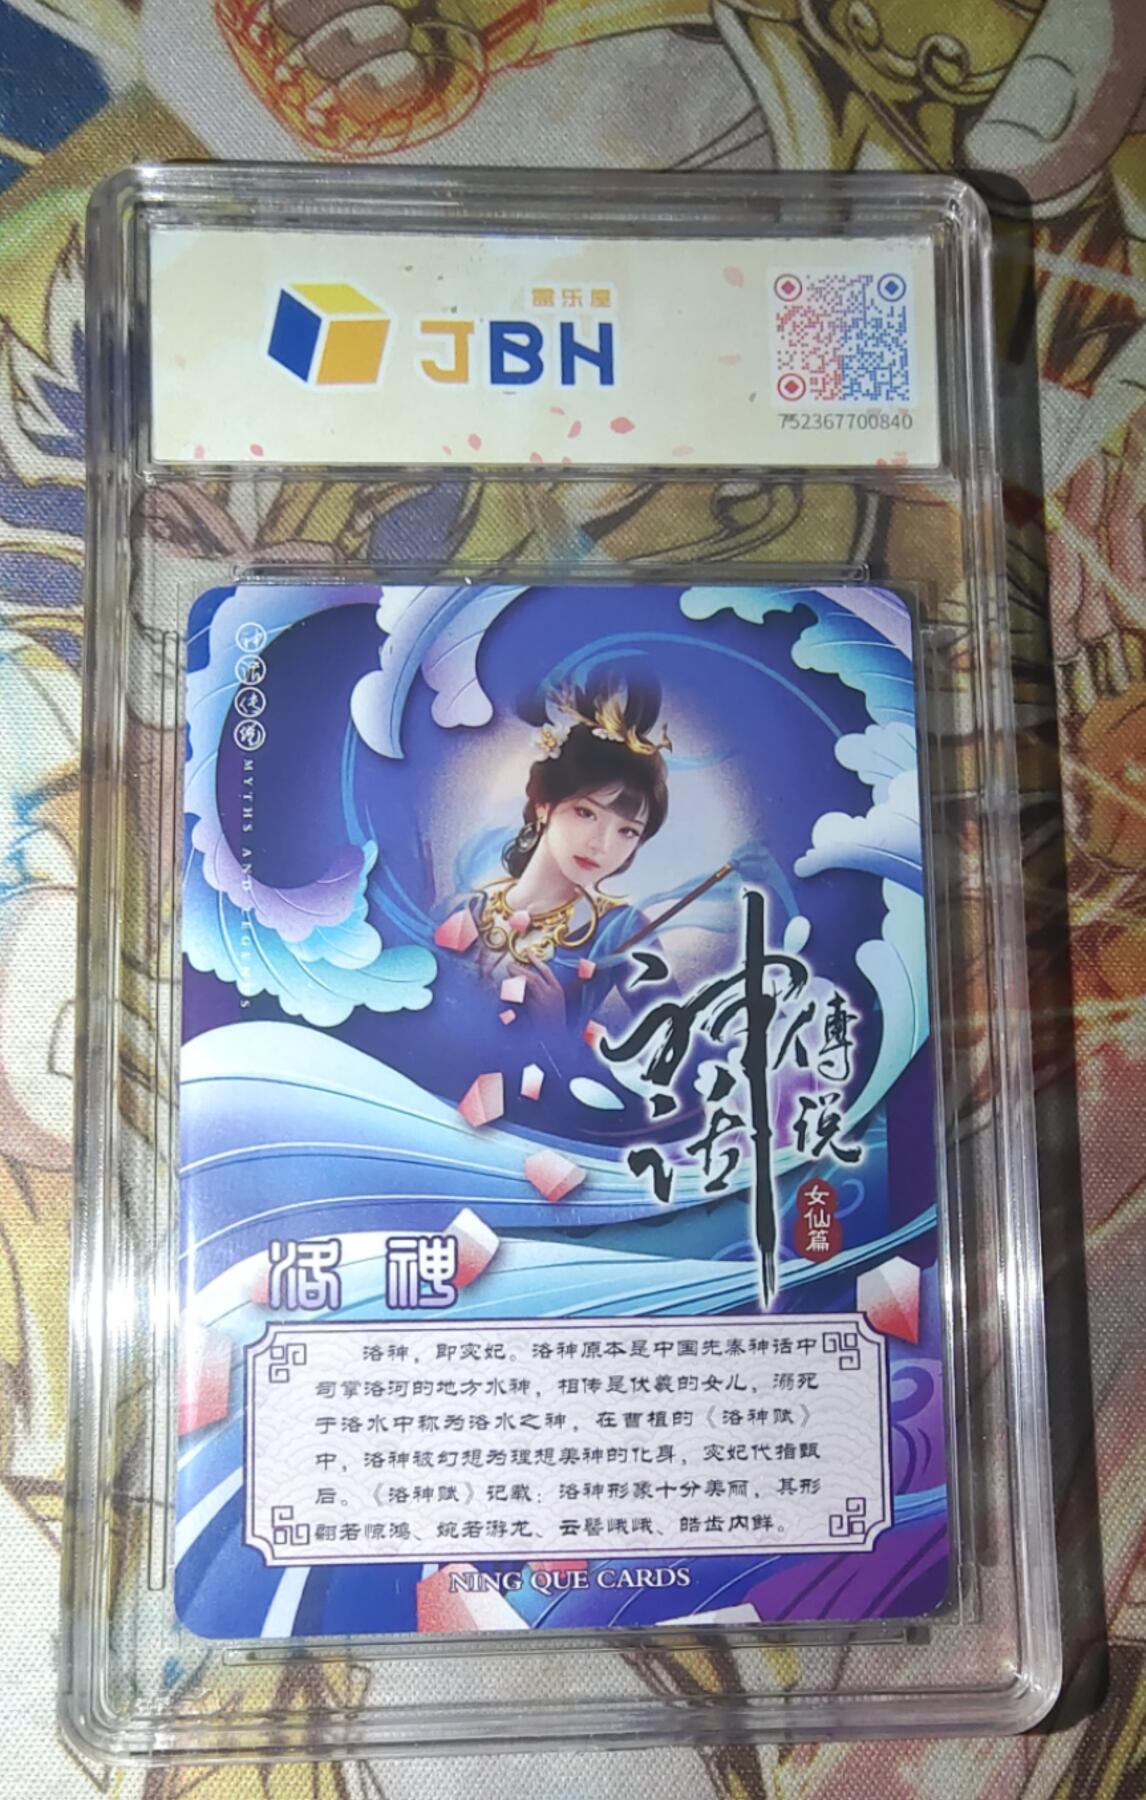 富乐屋
JBH
752367700840
神话传说
MYTHS AND LEGENDS
神话
傳说
女仙篇
洛神
洛神，即宓妃。洛神原本是中国先秦神话中
司掌洛河的地方水神，相传是伏羲的女儿，溺死
于洛水中称为洛水之神，在曹植的《洛神赋》
中，洛神被幻想为理想美神的化身，宓妃代指甄
后。《洛神赋》记载：洛神形象十分美丽，其形
翩若惊鸿、婉若游龙、云髻峨峨、皓齿内鲜。
NING QUE CARDS